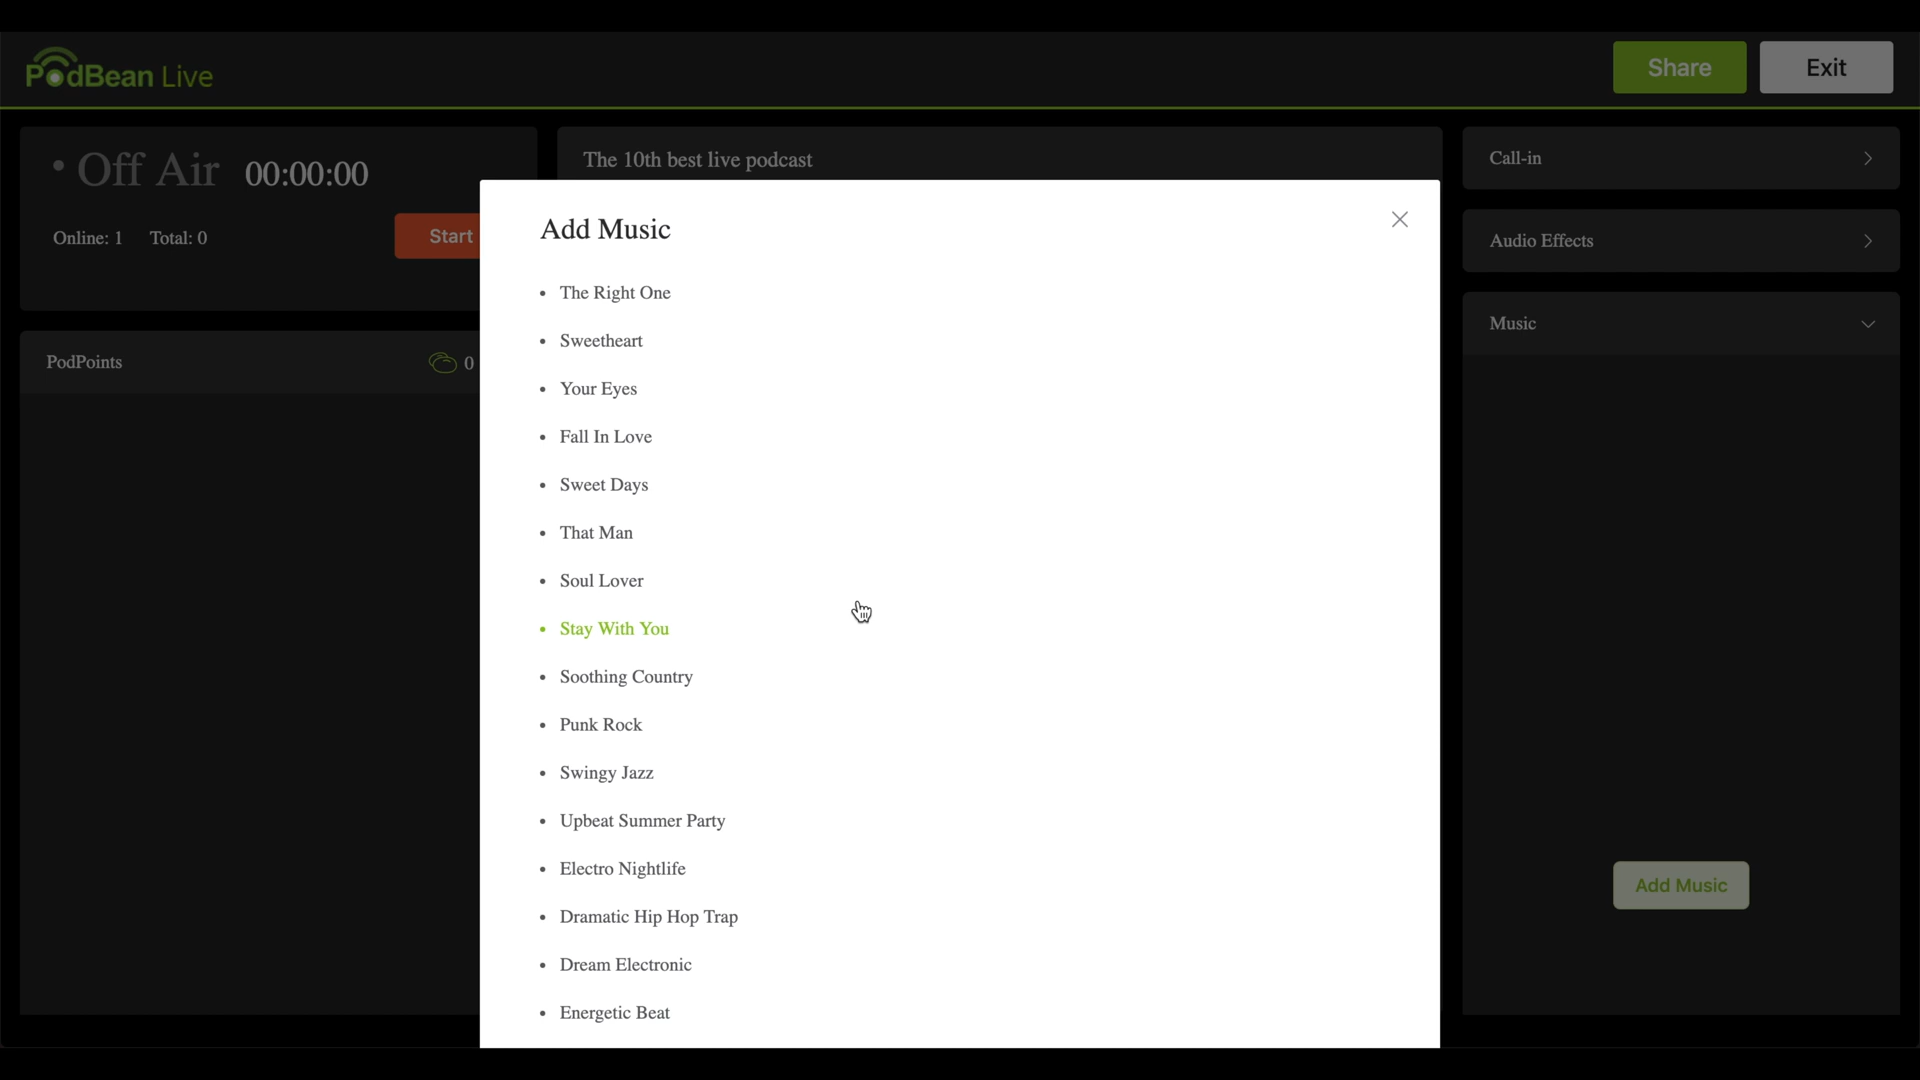 PodBean Live
Share
Exit
• Off Air 00:00:00
Online: 1 Total: 0
Start
PodPoints
0
The 10th best live podcast
Add Music
• The Right One
• Sweetheart
• Your Eyes
• Fall In Love
• Sweet Days
• That Man
• Soul Lover
• Stay With You
• Soothing Country
• Punk Rock
• Swingy Jazz
• Upbeat Summer Party
• Electro Nightlife
• Dramatic Hip Hop Trap
• Dream Electronic
• Energetic Beat
Call-in
Audio Effects
Music
Add Music